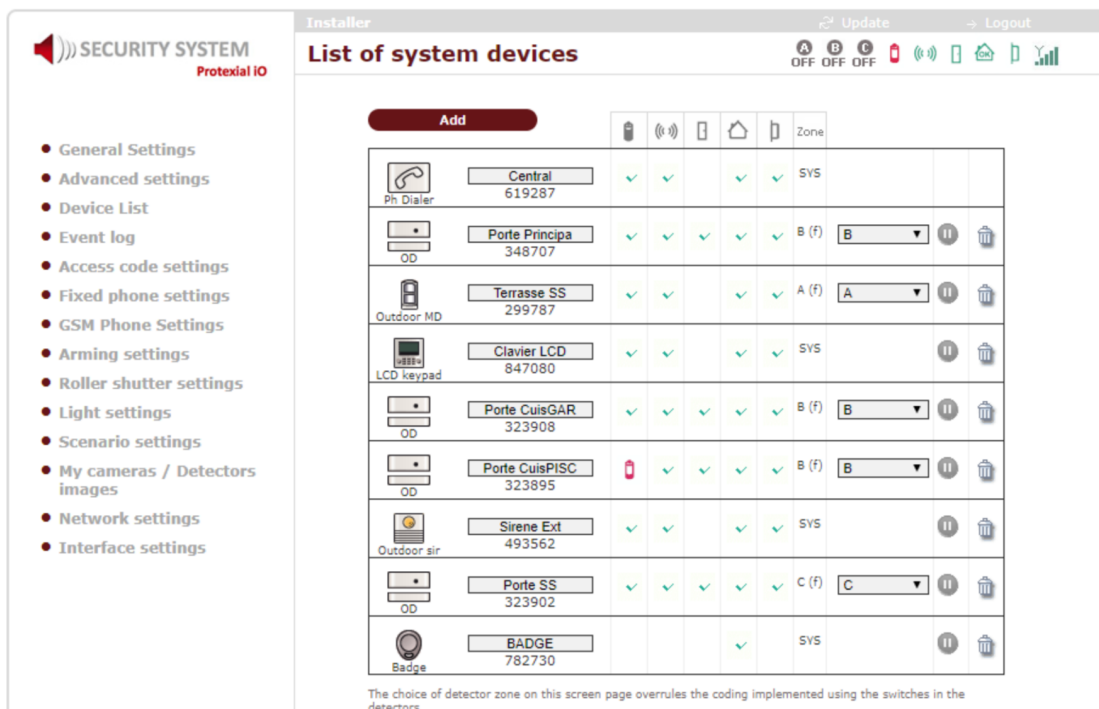 Installer
Update
Logout
SECURITY SYSTEM
Protexial iO
List of system devices
A B C
OFF OFF OFF
OK
General Settings
Advanced settings
Device List
Event log
Access code settings
Fixed phone settings
GSM Phone Settings
Arming settings
Roller shutter settings
Light settings
Scenario settings
My cameras / Detectors
images
Network settings
Interface settings
Add
Zone
Ph Dialer
Central
619287
SYS
OD
Porte Principa
348707
B (f)
B
Outdoor MD
Terrasse SS
299787
A (f)
A
LCD keypad
Clavier LCD
847080
SYS
OD
Porte CuisGAR
323908
B (f)
B
OD
Porte CuisPISC
323895
B (f)
B
Outdoor sir
Sirene Ext
493562
SYS
OD
Porte SS
323902
C (f)
C
Badge
BADGE
782730
SYS
The choice of detector zone on this screen page overrules the coding implemented using the switches in the
detectors